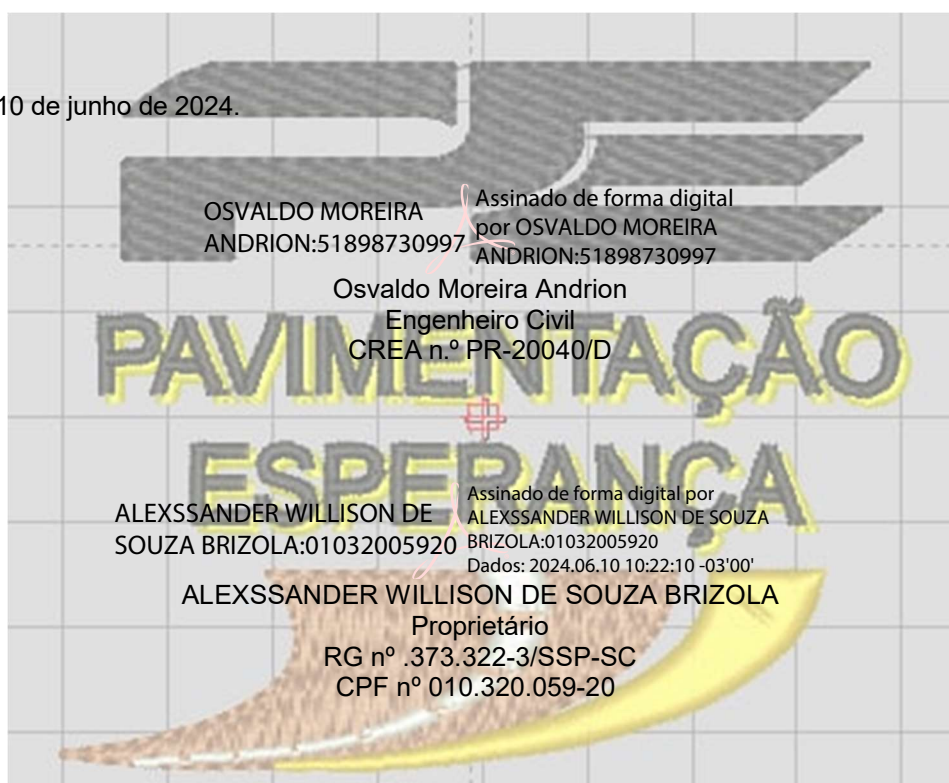 10 de junho de 2024.
OSVALDO MOREIRA
ANDRION:51898730997
Assinado de forma digital
por OSVALDO MOREIRA
ANDRION:51898730997
Osvaldo Moreira Andrion
Engenheiro Civil
CREA n.º PR-20040/D
PAVIMENTAÇÃO
ESPERANÇA
ALEXSSANDER WILLISON DE
SOUZA BRIZOLA:01032005920
Assinado de forma digital por
ALEXSSANDER WILLISON DE SOUZA
BRIZOLA:01032005920
Dados: 2024.06.10 10:22:10 -03'00'
ALEXSSANDER WILLISON DE SOUZA BRIZOLA
Proprietário
RG nº .373.322-3/SSP-SC
CPF nº 010.320.059-20